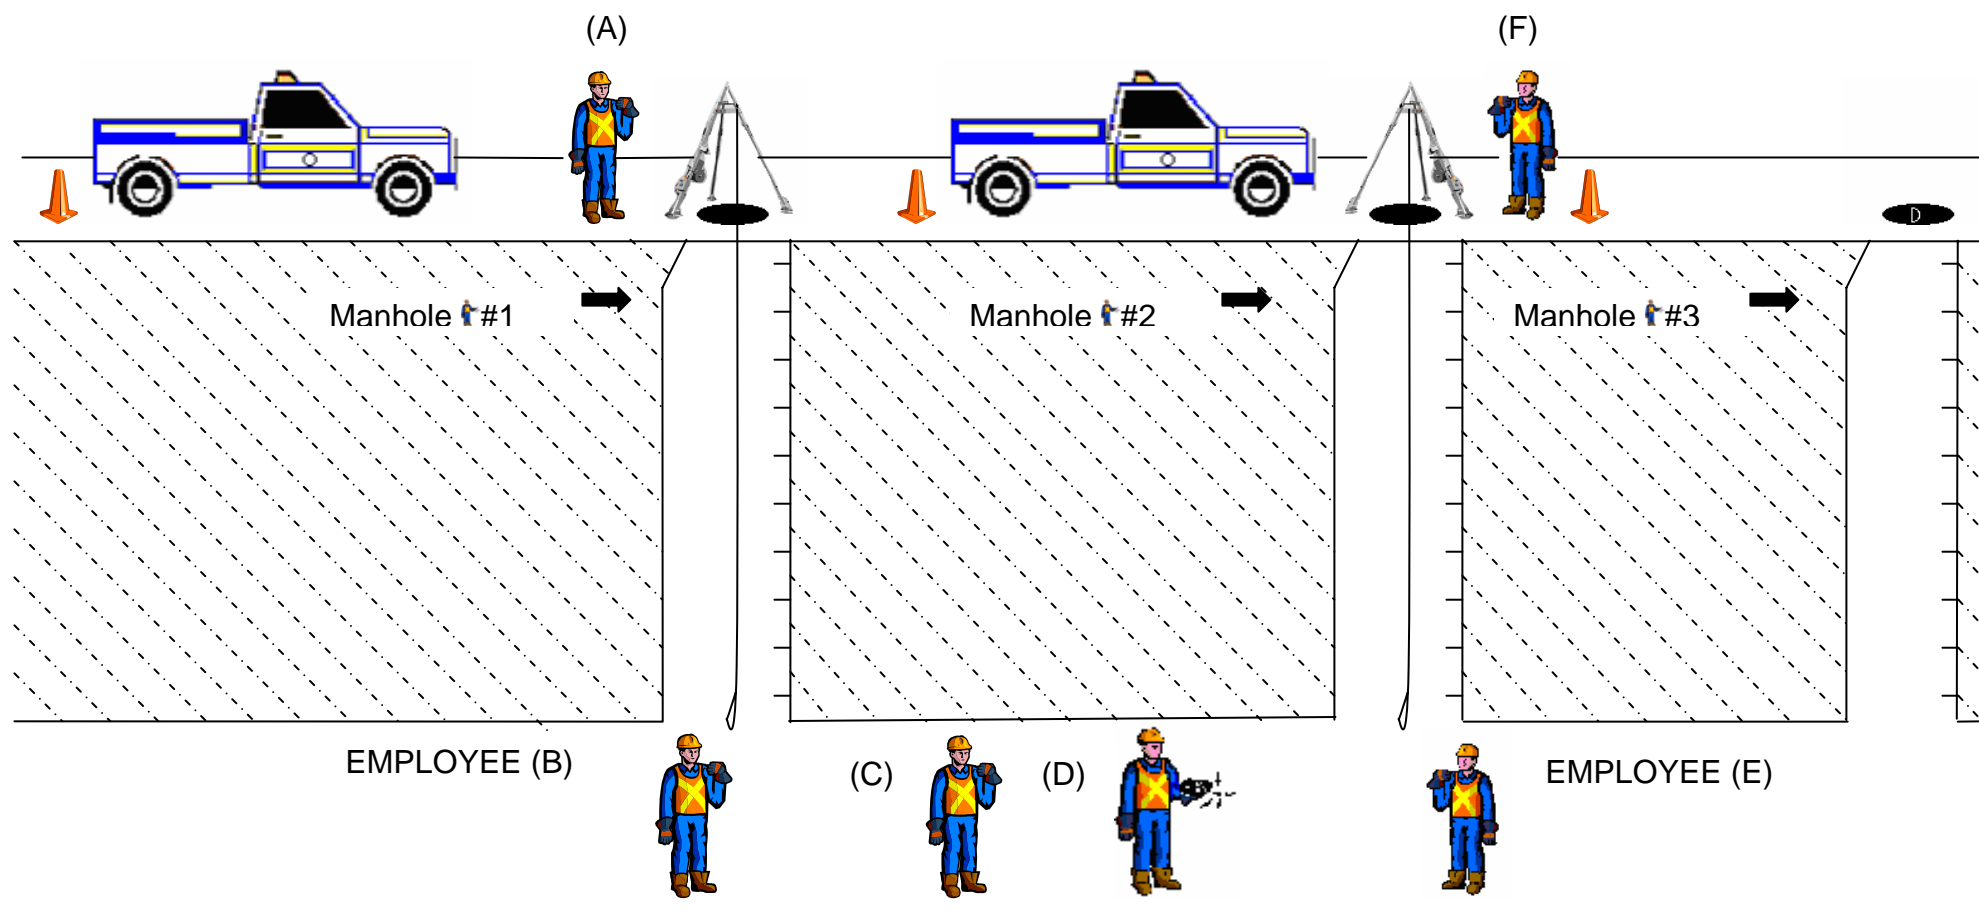 (A)
(F)
D
Manhole #1
Manhole #2
Manhole #3
EMPLOYEE (B)
(C)
(D)
EMPLOYEE (E)